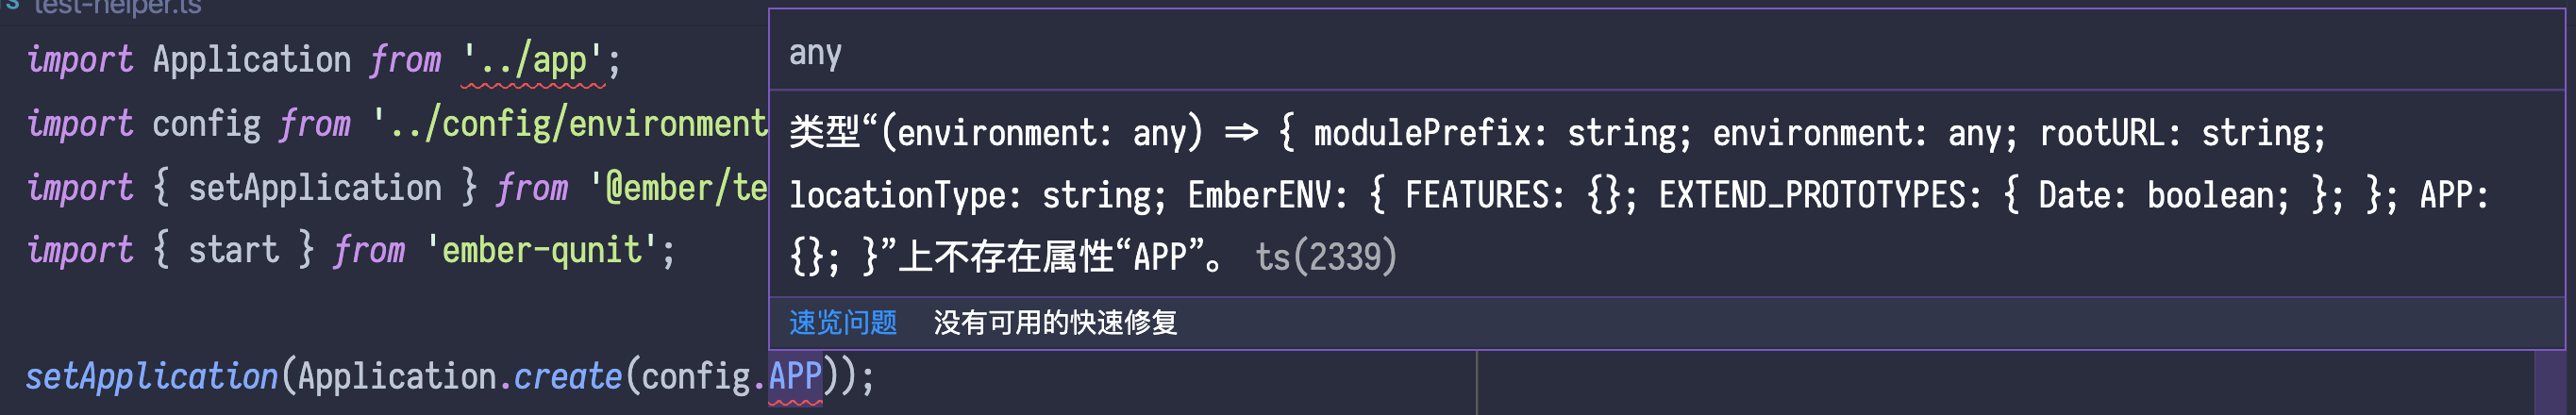 TS test-helper.ts
import Application from '../app';
import config from '../config/environment
import { setApplication } from '@ember/te
import { start } from 'ember-qunit';
setApplication(Application.create(config.APP));
any
类型“(environment: any) => { modulePrefix: string; environment: any; rootURL: string;
locationType: string; EmberENV: { FEATURES: {}; EXTEND_PROTOTYPES: { Date: boolean; }; }; APP:
{}; }”上不存在属性“APP”。 ts(2339)
速览问题 没有可用的快速修复